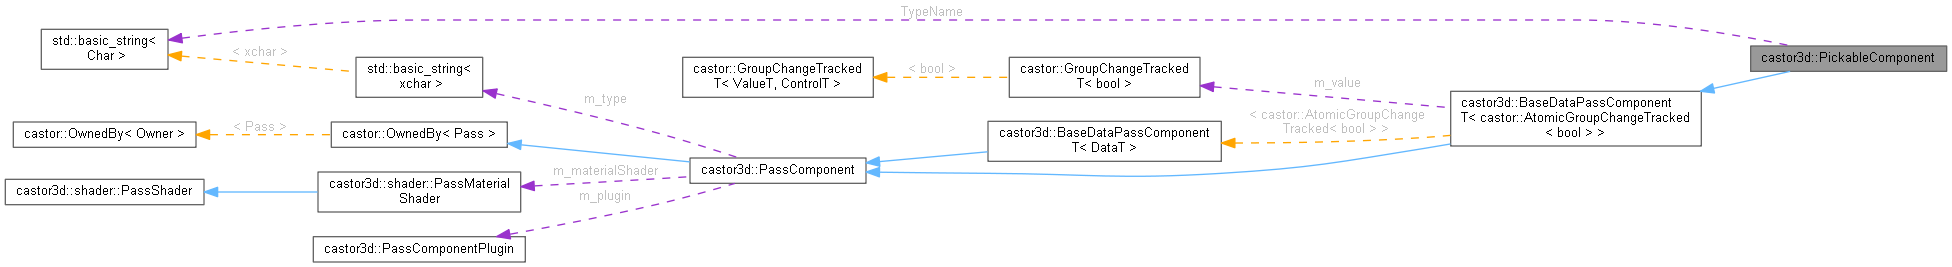 TypeName
std::basic_string<
Char >
< xchar >
std::basic_string<
xchar >
castor::GroupChangeTracked
T< ValueT, ControlT >
< bool >
castor::GroupChangeTracked
T< bool >
castor3d::PickableComponent
m_type
m_value
castor3d::BaseDataPassComponent
T< castor::AtomicGroupChangeTracked
< bool > >
castor::OwnedBy< Owner >
< Pass >
castor::OwnedBy< Pass >
castor3d::BaseDataPassComponent
T< DataT >
< castor::AtomicGroupChange
Tracked< bool > >
castor3d::PassComponent
m_materialShader
castor3d::shader::PassShader
castor3d::shader::PassMaterial
Shader
m_plugin
castor3d::PassComponentPlugin